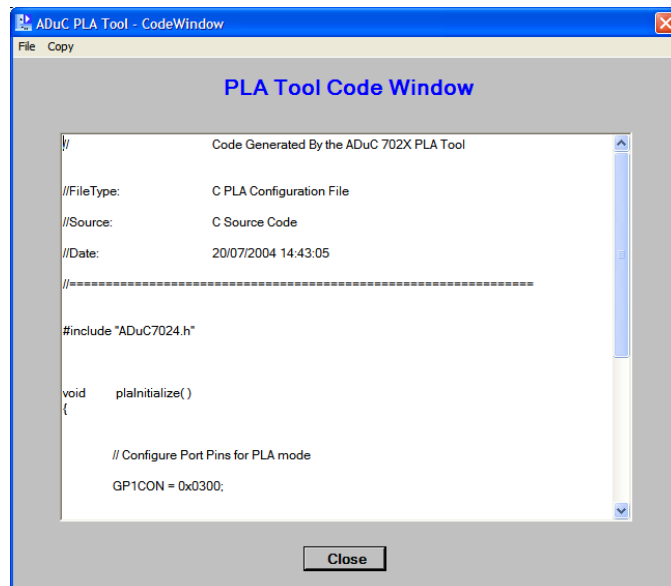 ADuC PLA Tool - CodeWindow
File Copy
PLA Tool Code Window
// Code Generated By the ADuC 702X PLA Tool
//FileType: C PLA Configuration File
//Source: C Source Code
//Date: 20/07/2004 14:43:05
//================================================================
#include "ADuC7024.h"
void plaInitialize( )
{
// Configure Port Pins for PLA mode
GP1CON = 0x0300;
Close